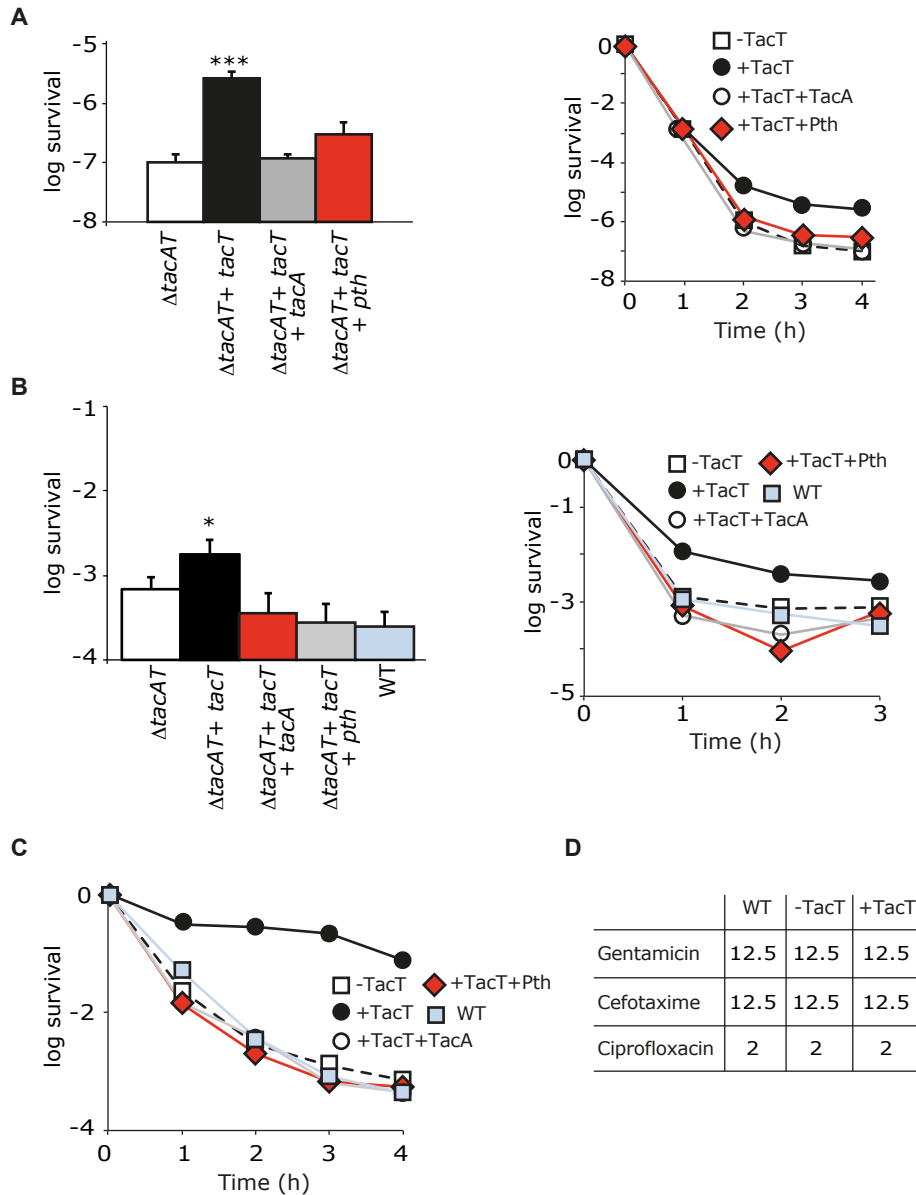 A
-5
-6
-7
-8
log survival
***
ΔtacAT
ΔtacAT+ tacT
ΔtacAT+ tacT
+ tacA
ΔtacAT+ tacT
+ pth
0
-2
-4
-6
-8
log survival
-TacT
+TacT
+TacT+TacA
+TacT+Pth
0 1 2 3 4
Time (h)
B
-1
-2
-3
-4
log survival
*
ΔtacAT
ΔtacAT+ tacT
ΔtacAT+ tacT
+ tacA
ΔtacAT+ tacT
+ pth
WT
0
-1
-3
-5
log survival
-TacT +TacT+Pth
+TacT WT
+TacT+TacA
0 1 2 3
Time (h)
C
0
-2
-4
log survival
-TacT +TacT+Pth
+TacT WT
+TacT+TacA
0 1 2 3 4
Time (h)
D
WT -TacT +TacT
Gentamicin 12.5 12.5 12.5
Cefotaxime 12.5 12.5 12.5
Ciprofloxacin 2 2 2